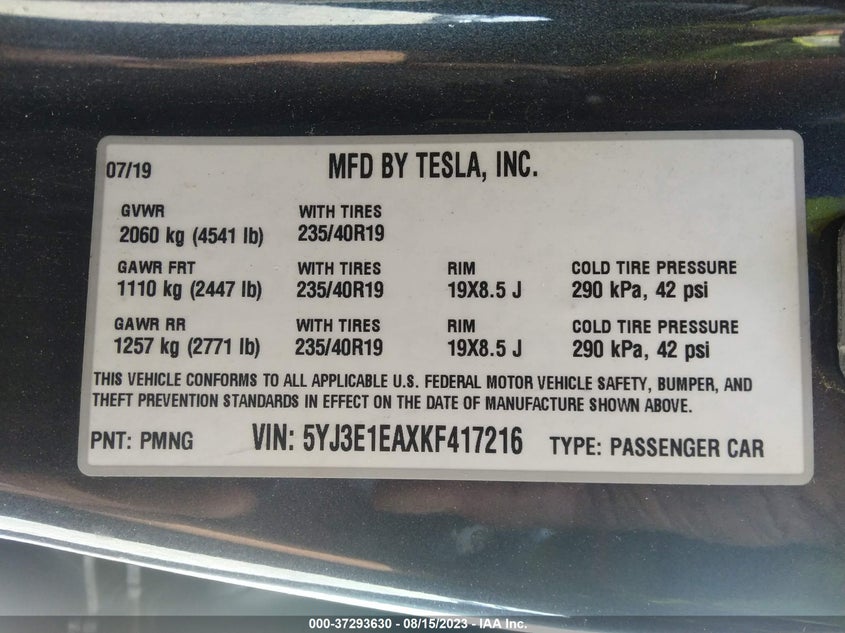 07/19 MFD BY TESLA, INC.
GVWR WITH TIRES
2060 kg (4541 lb) 235/40R19
GAWR FRT WITH TIRES RIM COLD TIRE PRESSURE
1110 kg (2447 lb) 235/40R19 19X8.5 J 290 kPa, 42 psi
GAWR RR WITH TIRES RIM COLD TIRE PRESSURE
1257 kg (2771 lb) 235/40R19 19X8.5 J 290 kPa, 42 psi
THIS VEHICLE CONFORMS TO ALL APPLICABLE U.S. FEDERAL MOTOR VEHICLE SAFETY, BUMPER, AND
THEFT PREVENTION STANDARDS IN EFFECT ON THE DATE OF MANUFACTURE SHOWN ABOVE.
PNT: PMNG VIN: 5YJ3E1EAXKF417216 TYPE: PASSENGER CAR
000-37293630 - 08/15/2023 - IAA Inc.